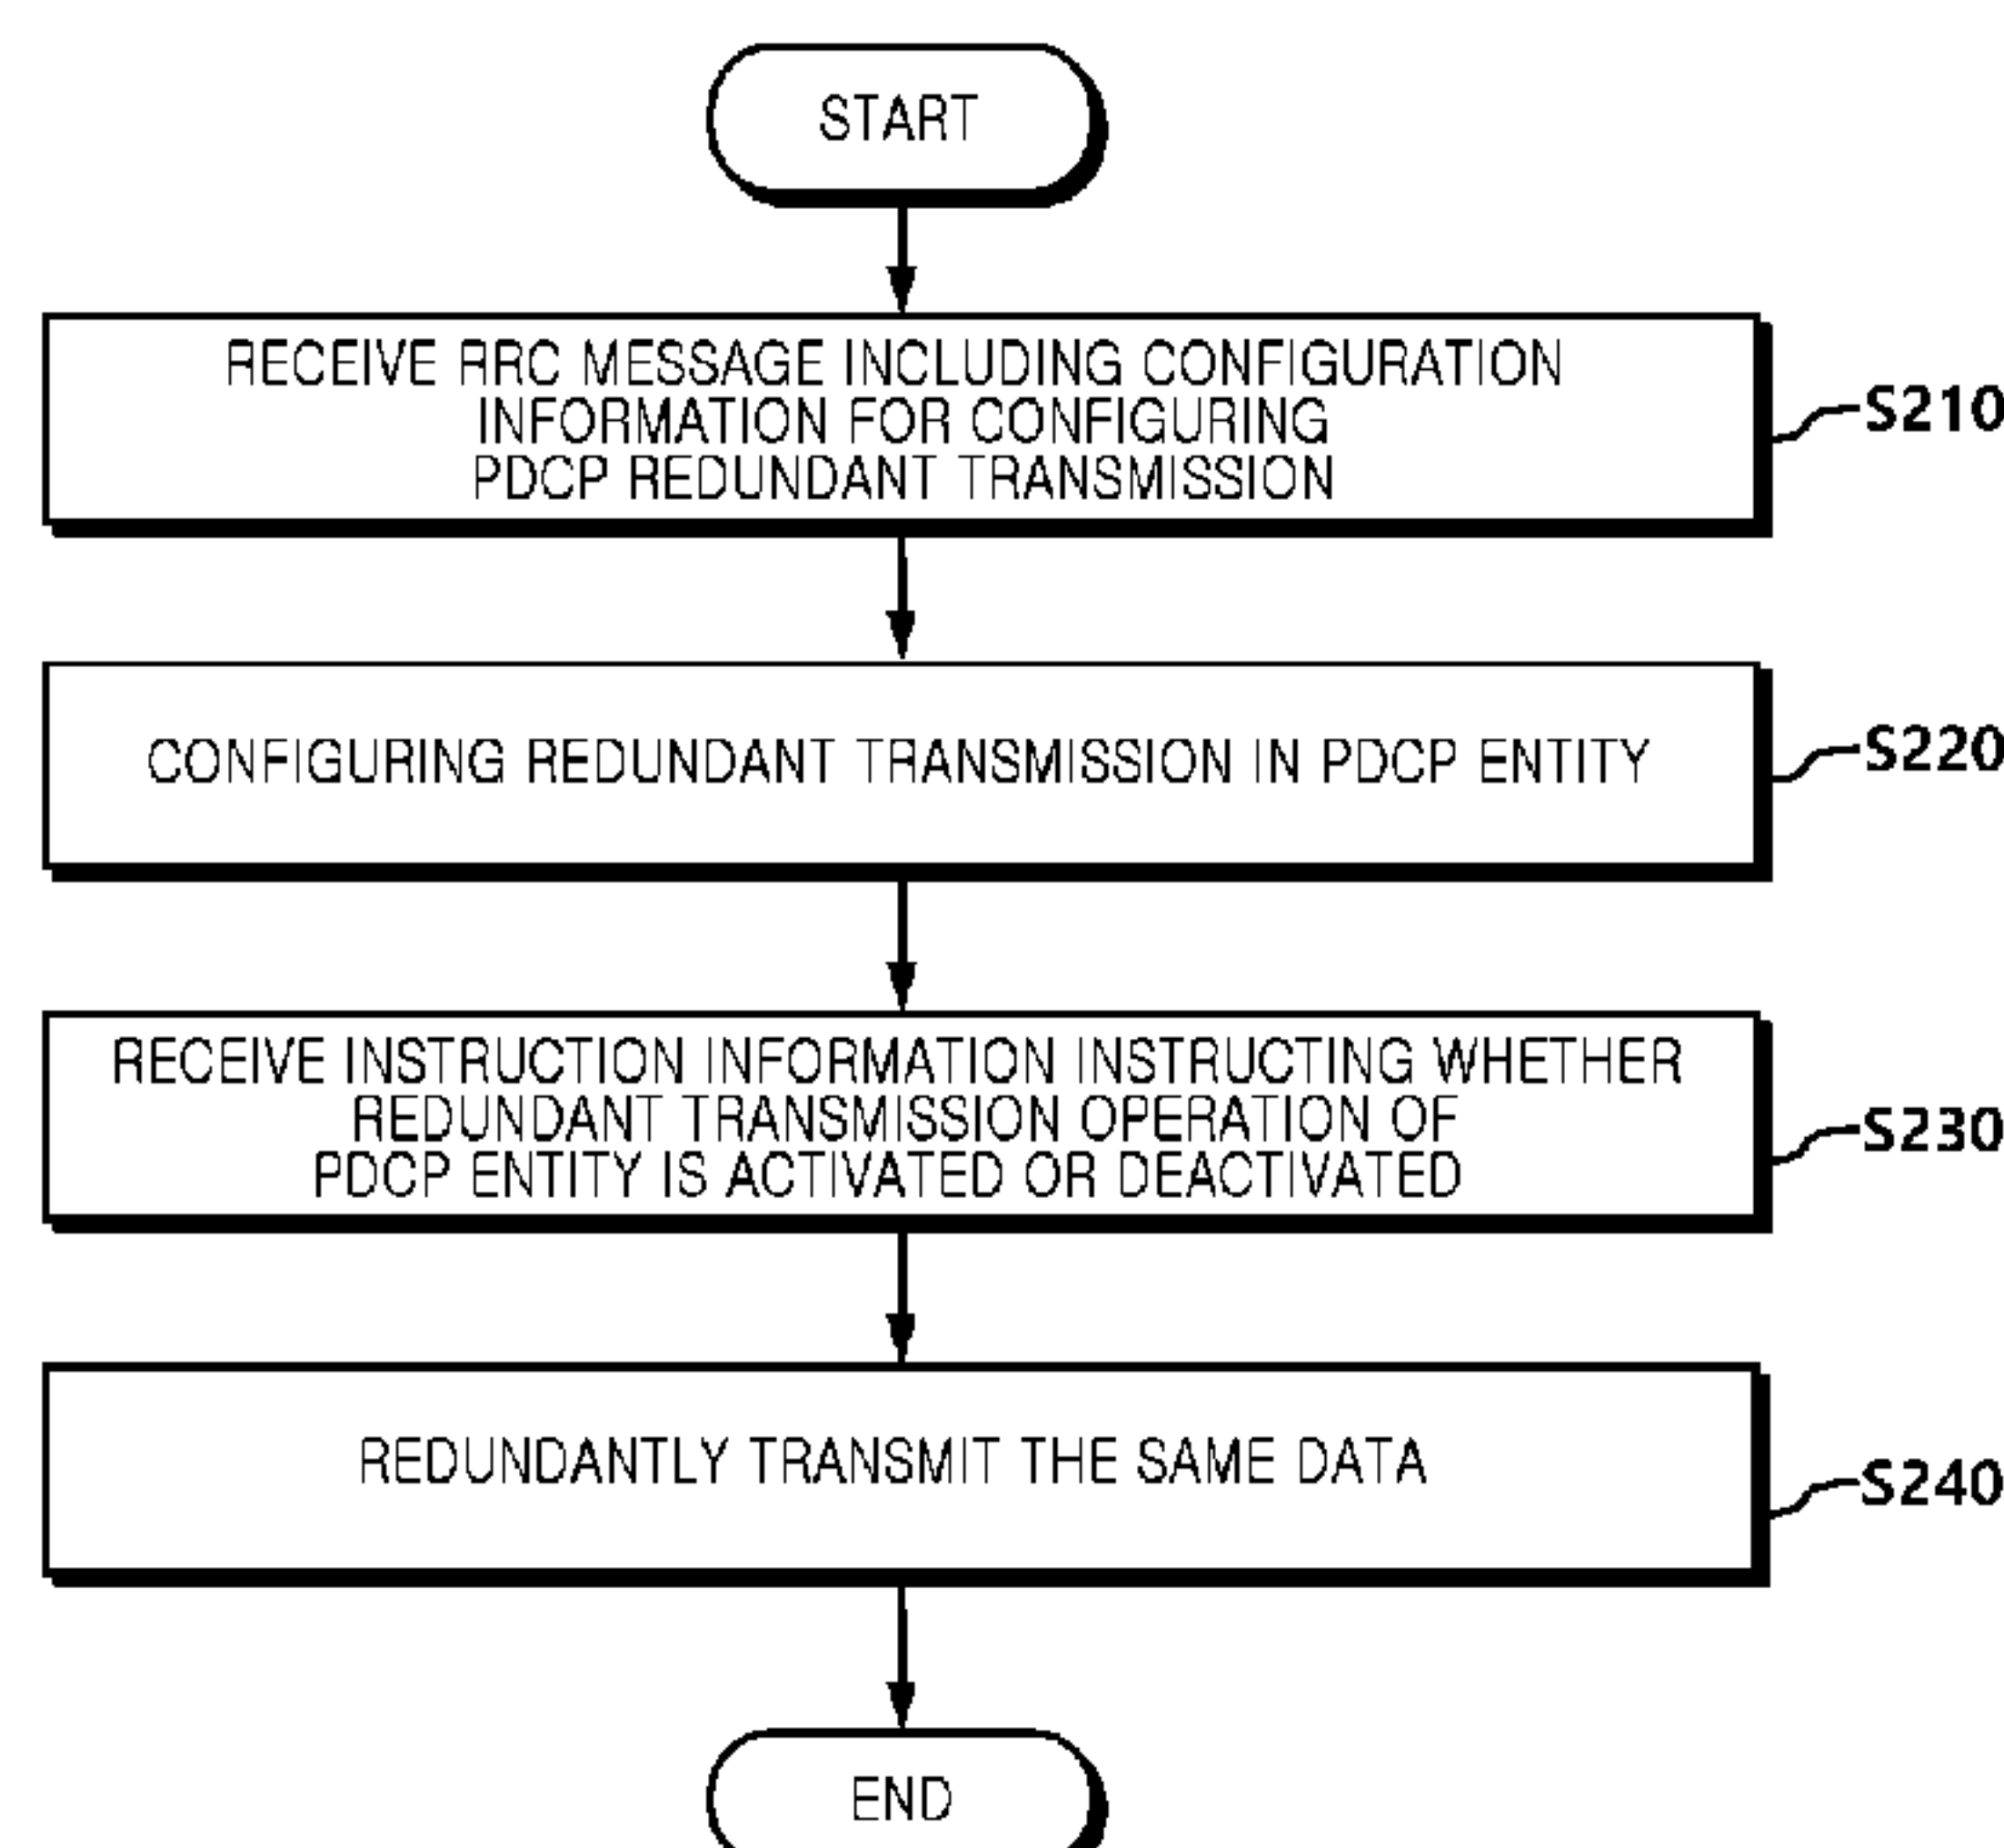 START
RECEIVE RRC MESSAGE INCLUDING CONFIGURATION
INFORMATION FOR CONFIGURING
PDCP REDUNDANT TRANSMISSION
S210
CONFIGURING REDUNDANT TRANSMISSION IN PDCP ENTITY
S220
RECEIVE INSTRUCTION INFORMATION INSTRUCTING WHETHER
REDUNDANT TRANSMISSION OPERATION OF
PDCP ENTITY IS ACTIVATED OR DEACTIVATED
S230
REDUNDANTLY TRANSMIT THE SAME DATA
S240
END